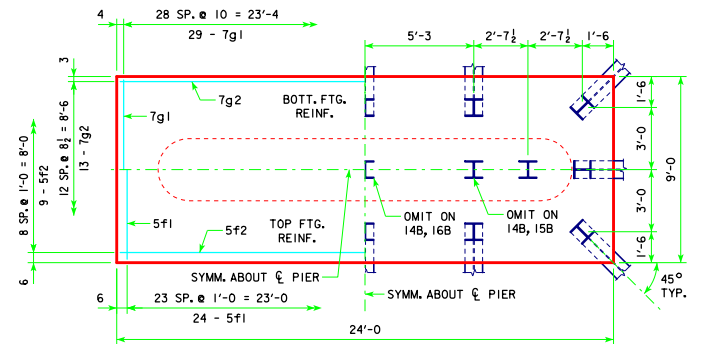 4
28 SP. @ 10 = 23'-4
29 - 7g1
5'-3
2'-7½
2'-7½
1'-6
3
7g2
BOTT. FTG.
REINF.
7g1
12 SP. @ 8½ = 8'-6
13 - 7g2
8 SP. @ 1'-0 = 8'-0
9 - 5f2
1'-6
3'-0
9'-0
3'-0
1'-6
OMIT ON
14B, 16B
OMIT ON
14B, 15B
5f1
5f2
TOP FTG.
REINF.
SYMM. ABOUT ℄ PIER
SYMM. ABOUT ℄ PIER
45°
TYP.
6
6
23 SP. @ 1'-0 = 23'-0
24 - 5f1
24'-0